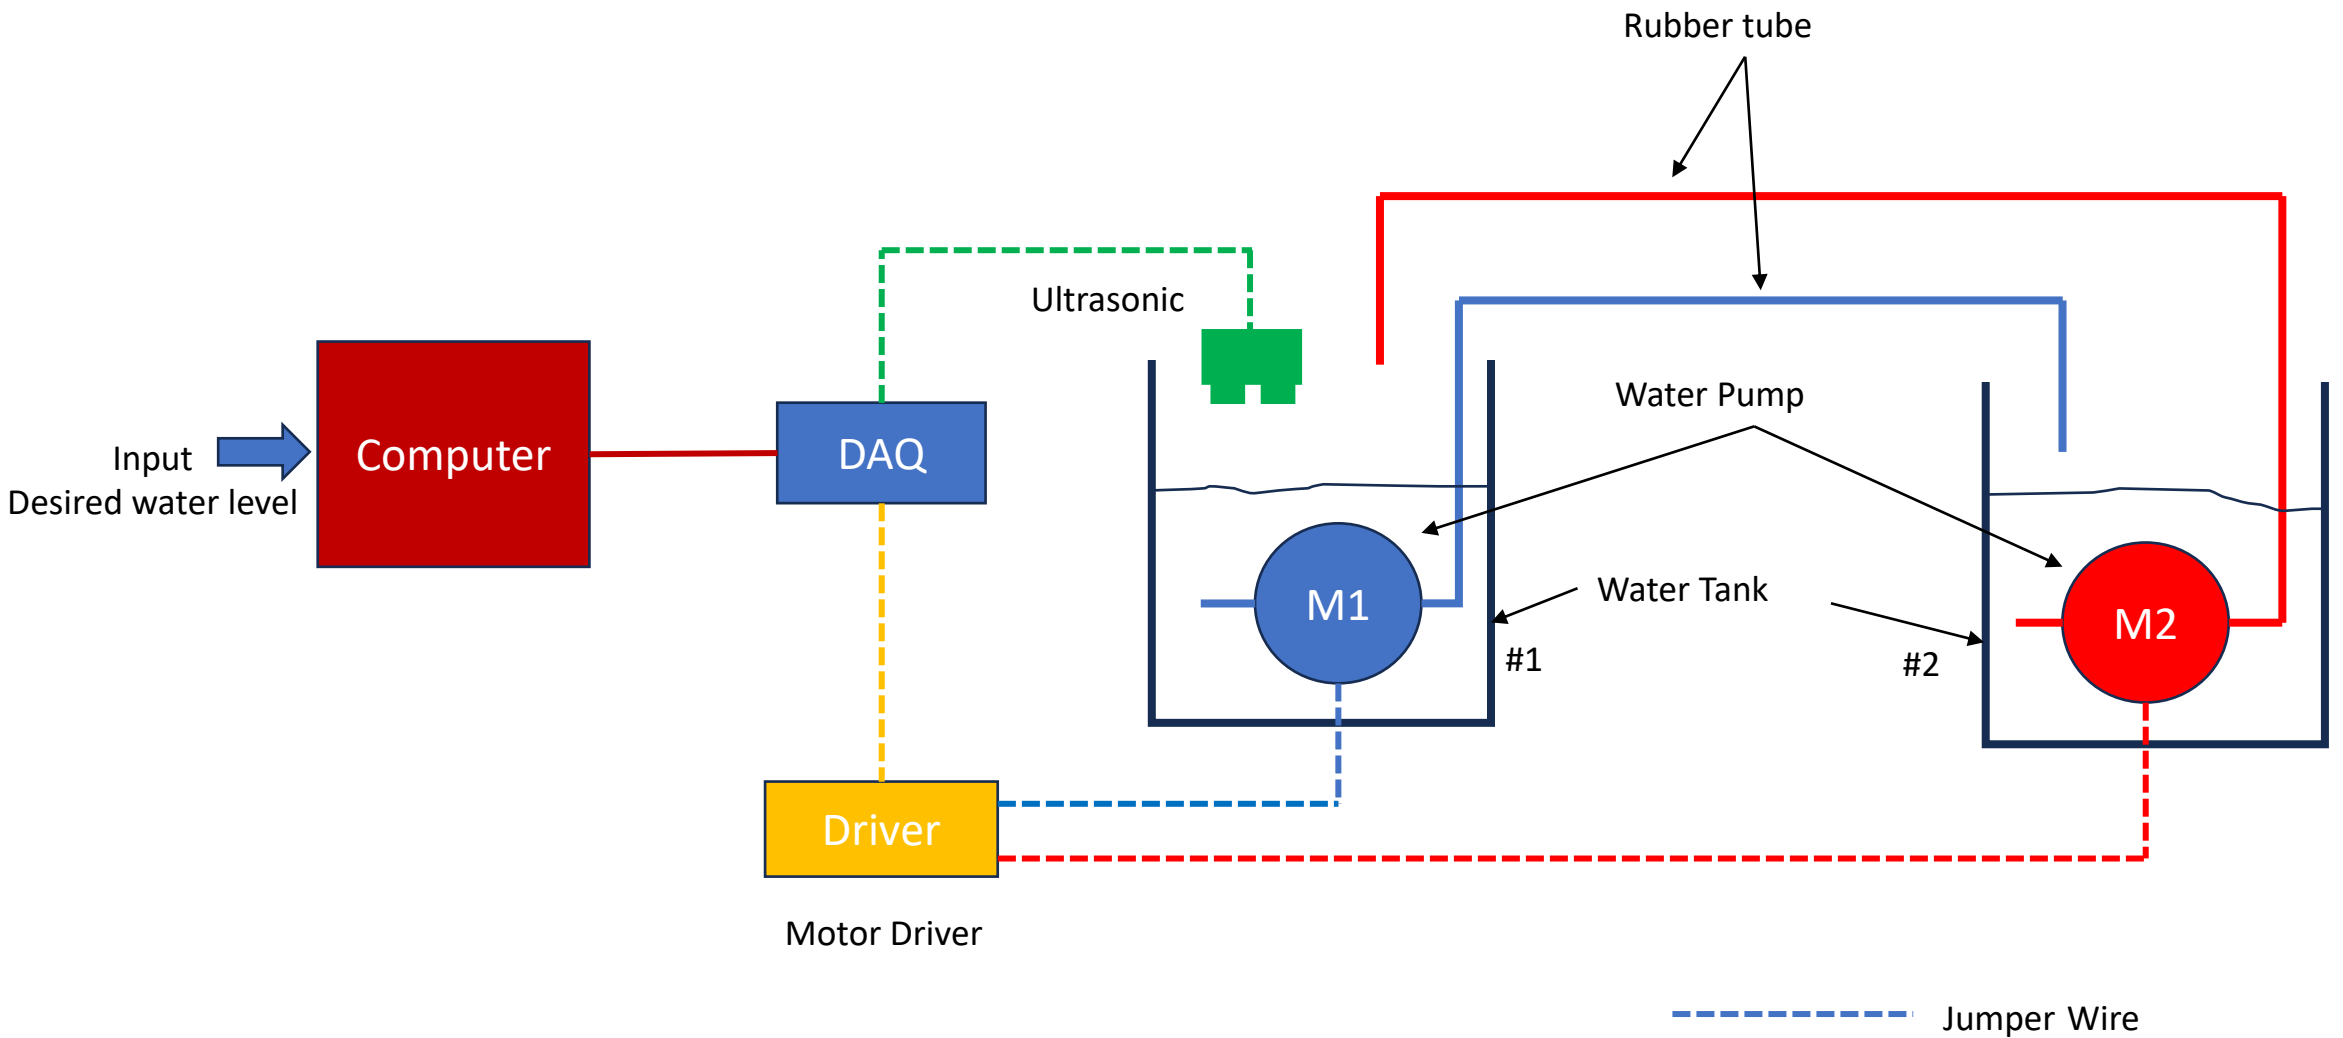 Rubber tube
Ultrasonic
Water Pump
Input
Desired water level
Computer
DAQ
M1
Water Tank
#1
#2
M2
Driver
Motor Driver
Jumper Wire